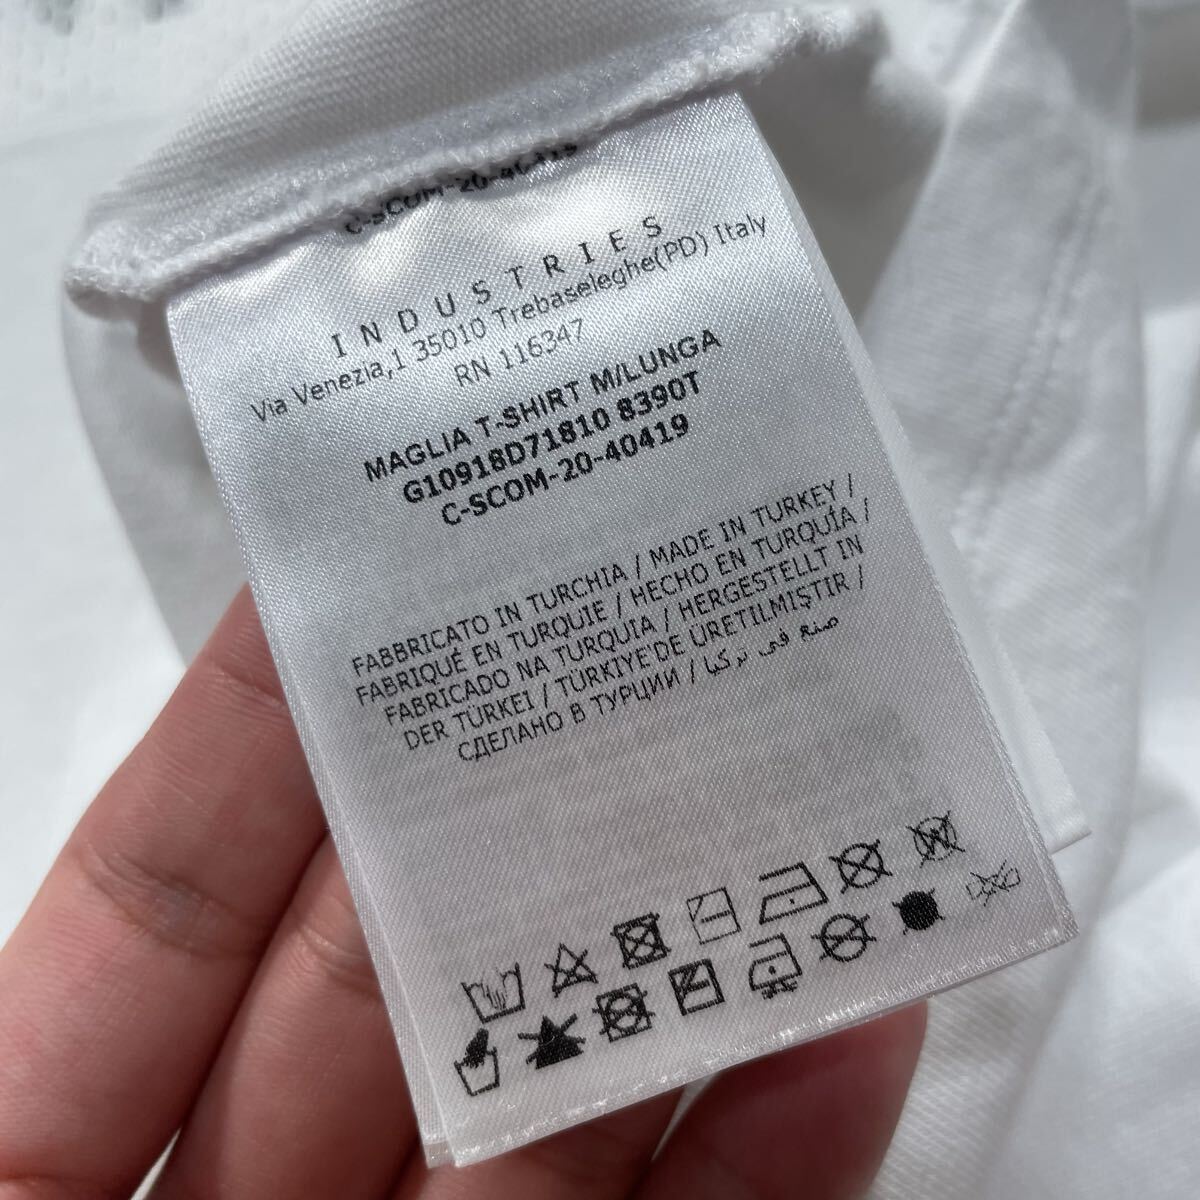 C-SCOM-20-40419
INDUSTRIES
Via Venezia,1 35010 Trebaseleghe(PD) Italy
RN 116347
MAGLIA T-SHIRT M/LUNGA
G10918D71810 8390T
C-SCOM-20-40419
FABBRICATO IN TURCHIA / MADE IN TURKEY /
FABRIQUÉ EN TURQUIE / HECHO EN TURQUÍA /
FABRICADO NA TURQUIA / HERGESTELLT IN
DER TÜRKEI / TÜRKIYE'DE ÜRETILMIŞTIR /
СДЕЛАНО В ТУРЦИИ / صنع في تركيا